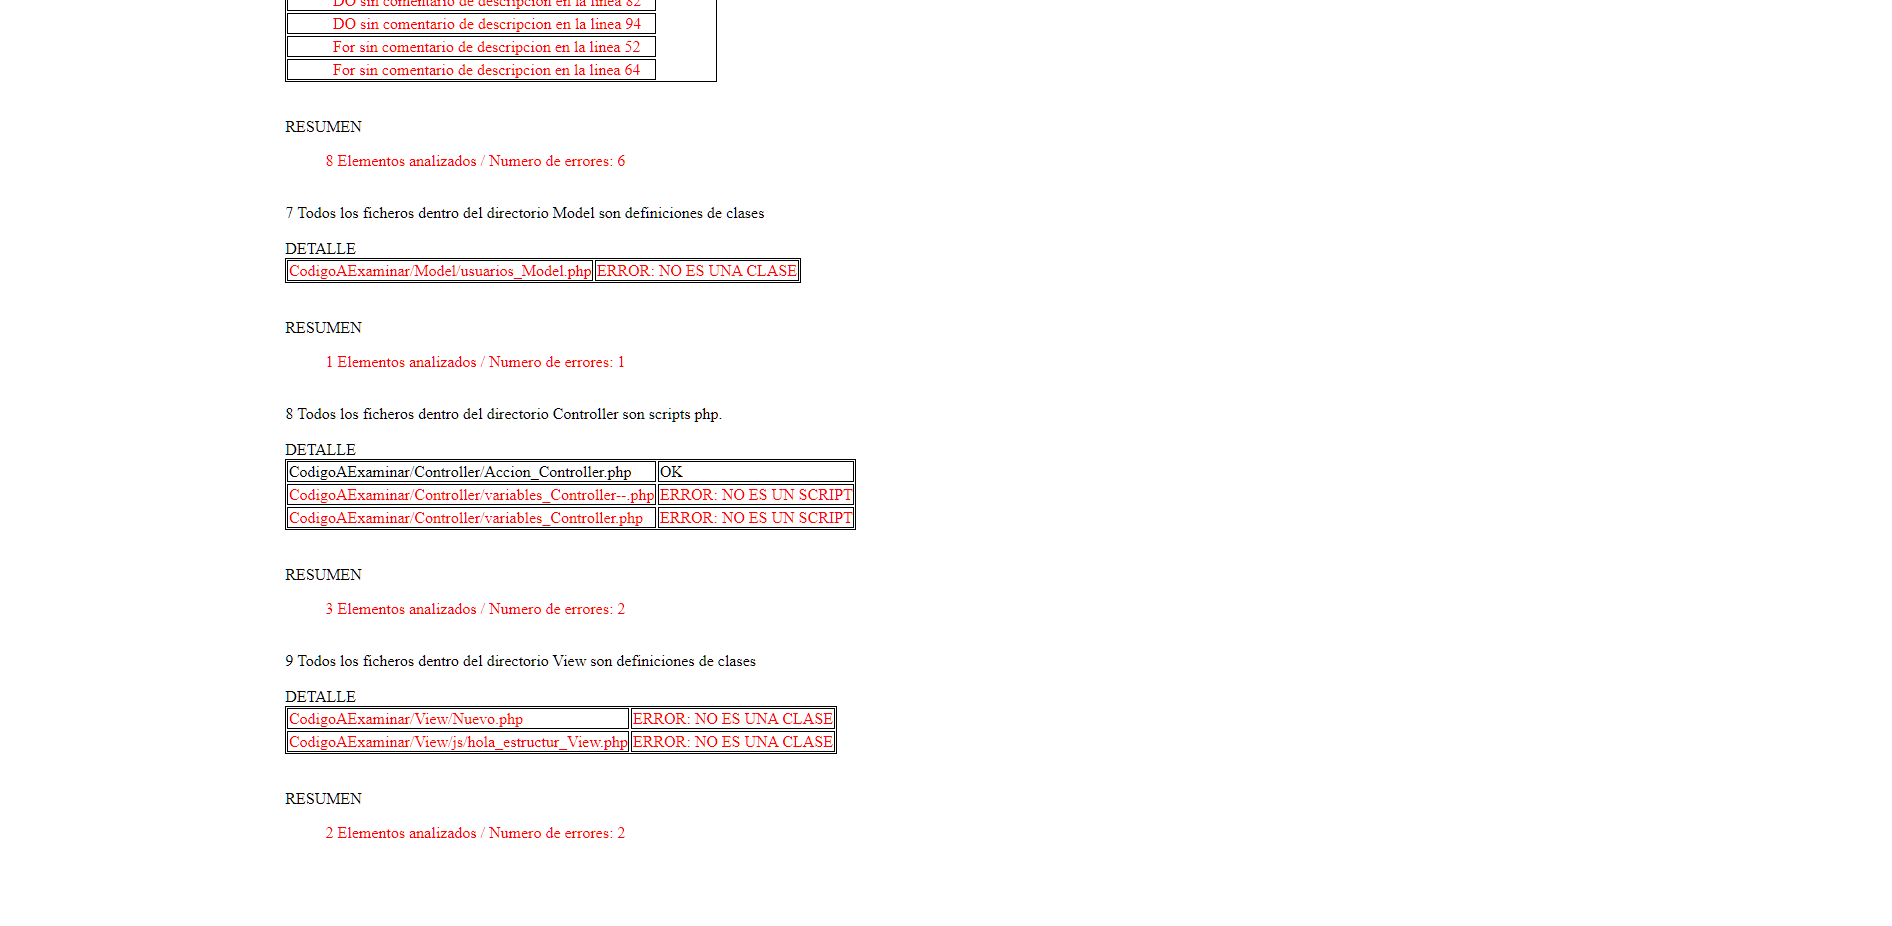 DO sin comentario de descripcion en la linea 82
DO sin comentario de descripcion en la linea 94
For sin comentario de descripcion en la linea 52
For sin comentario de descripcion en la linea 64
RESUMEN
8 Elementos analizados / Numero de errores: 6
7 Todos los ficheros dentro del directorio Model son definiciones de clases
DETALLE
CodigoAExaminar/Model/usuarios_Model.php ERROR: NO ES UNA CLASE
RESUMEN
1 Elementos analizados / Numero de errores: 1
8 Todos los ficheros dentro del directorio Controller son scripts php.
DETALLE
CodigoAExaminar/Controller/Accion_Controller.php OK
CodigoAExaminar/Controller/variables_Controller--.php ERROR: NO ES UN SCRIPT
CodigoAExaminar/Controller/variables_Controller.php ERROR: NO ES UN SCRIPT
RESUMEN
3 Elementos analizados / Numero de errores: 2
9 Todos los ficheros dentro del directorio View son definiciones de clases
DETALLE
CodigoAExaminar/View/Nuevo.php ERROR: NO ES UNA CLASE
CodigoAExaminar/View/js/hola_estructur_View.php ERROR: NO ES UNA CLASE
RESUMEN
2 Elementos analizados / Numero de errores: 2